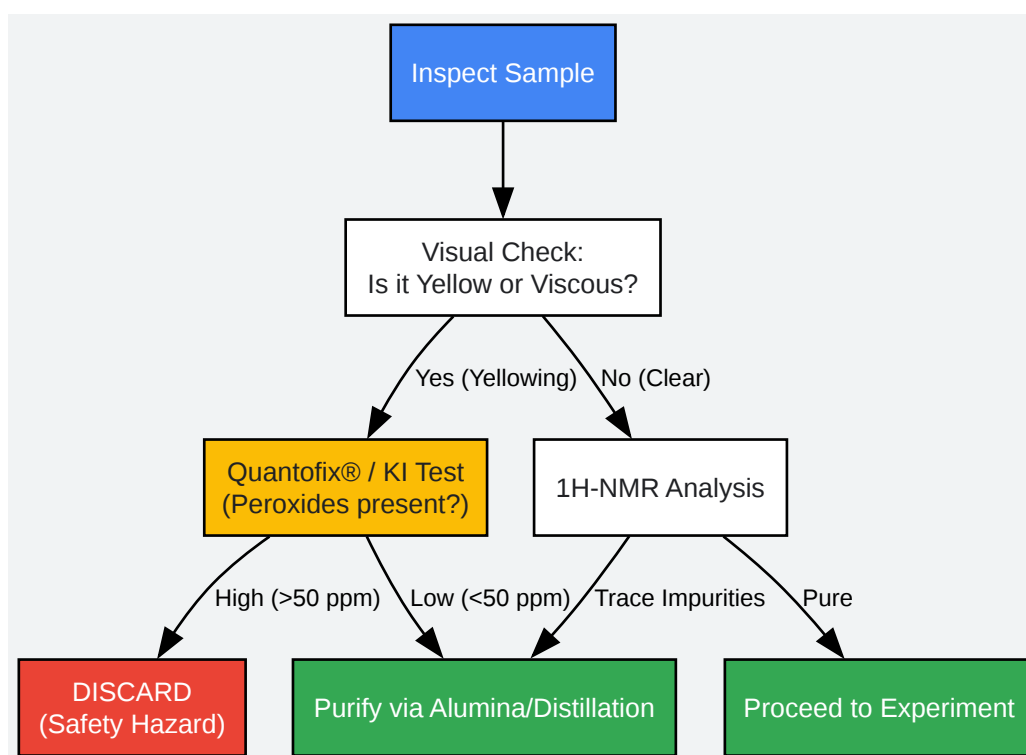 Inspect Sample
Visual Check:
Is it Yellow or Viscous?
Yes (Yellowing)
No (Clear)
Quantofix® / KI Test
(Peroxides present?)
1H-NMR Analysis
High (>50 ppm)
Low (<50 ppm)
Trace Impurities
Pure
DISCARD
(Safety Hazard)
Purify via Alumina/Distillation
Proceed to Experiment